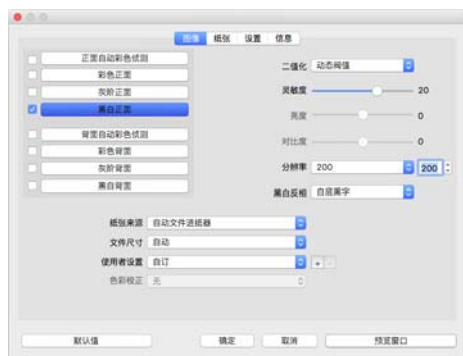 图像 纸张 设置 信息
正面自动彩色侦测
彩色正面
灰阶正面
黑白正面
背面自动彩色侦测
彩色背面
灰阶背面
黑白背面
二值化 动态阀值
灵敏度 20
亮度 0
对比度 0
分辨率 200 200
黑白反相 白底黑字
纸张来源 自动文件进纸器
文件尺寸 自动
使用者设置 自订 + -
色彩校正 无
默认值 确定 取消 预览窗口